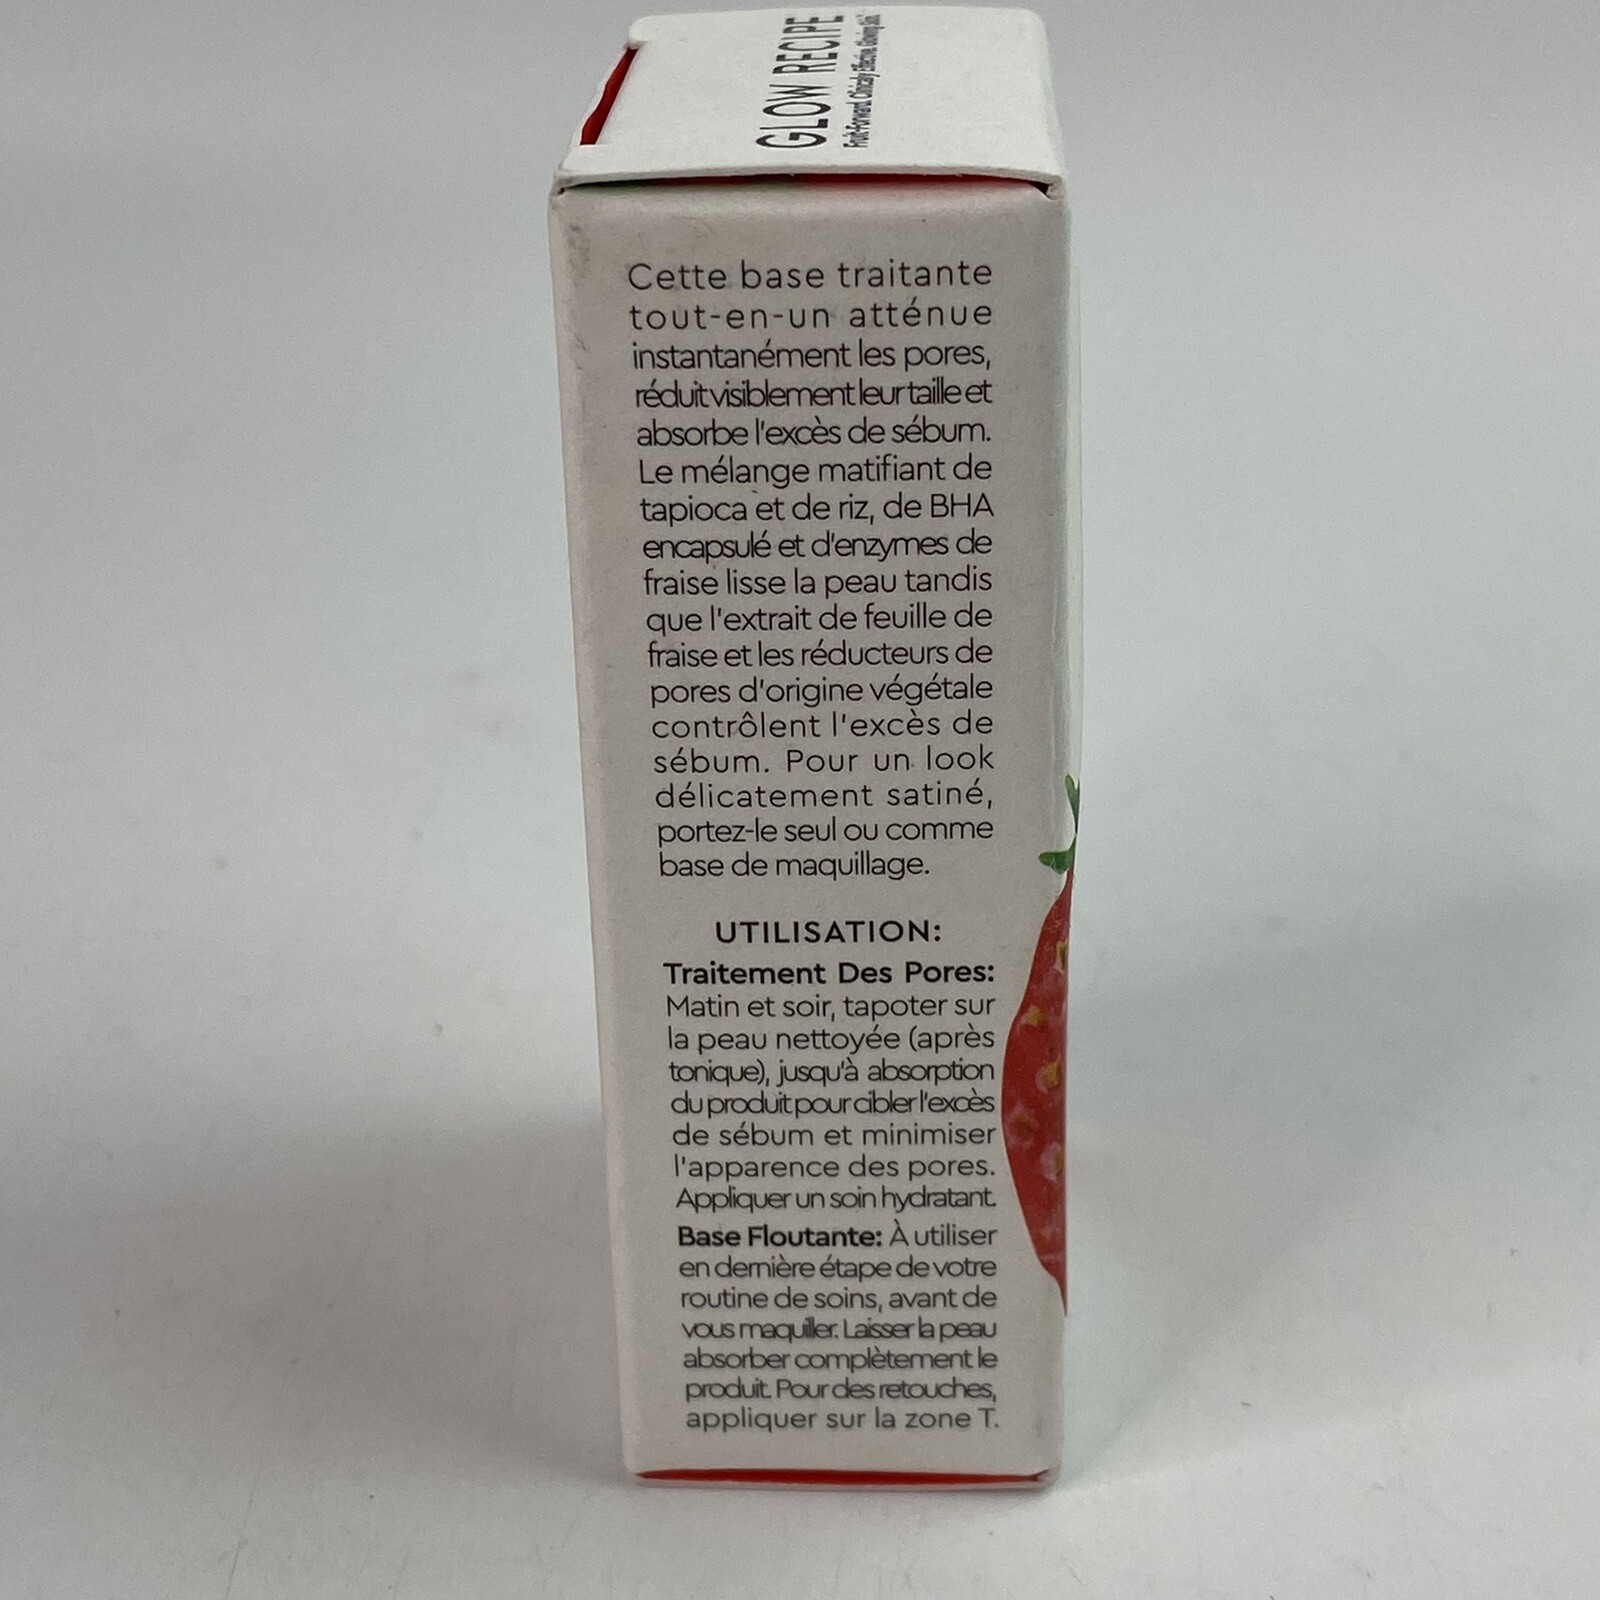 GLOW RECIPE
Fruit-Forward. Clinically Effective. Glowing Skin.
Cette base traitante
tout-en-un atténue
instantanément les pores,
réduit visiblement leur taille et
absorbe l'excès de sébum.
Le mélange matifiant de
tapioca et de riz, de BHA
encapsulé et d'enzymes de
fraise lisse la peau tandis
que l'extrait de feuille de
fraise et les réducteurs de
pores d'origine végétale
contrôlent l'excès de
sébum. Pour un look
délicatement satiné,
portez-le seul ou comme
base de maquillage.
UTILISATION:
Traitement Des Pores:
Matin et soir, tapoter sur
la peau nettoyée (après
tonique), jusqu'à absorption
du produit pour cibler l'excès
de sébum et minimiser
l'apparence des pores.
Appliquer un soin hydratant.
Base Floutante: À utiliser
en dernière étape de votre
routine de soins, avant de
vous maquiller. Laisser la peau
absorber complètement le
produit. Pour des retouches,
appliquer sur la zone T.